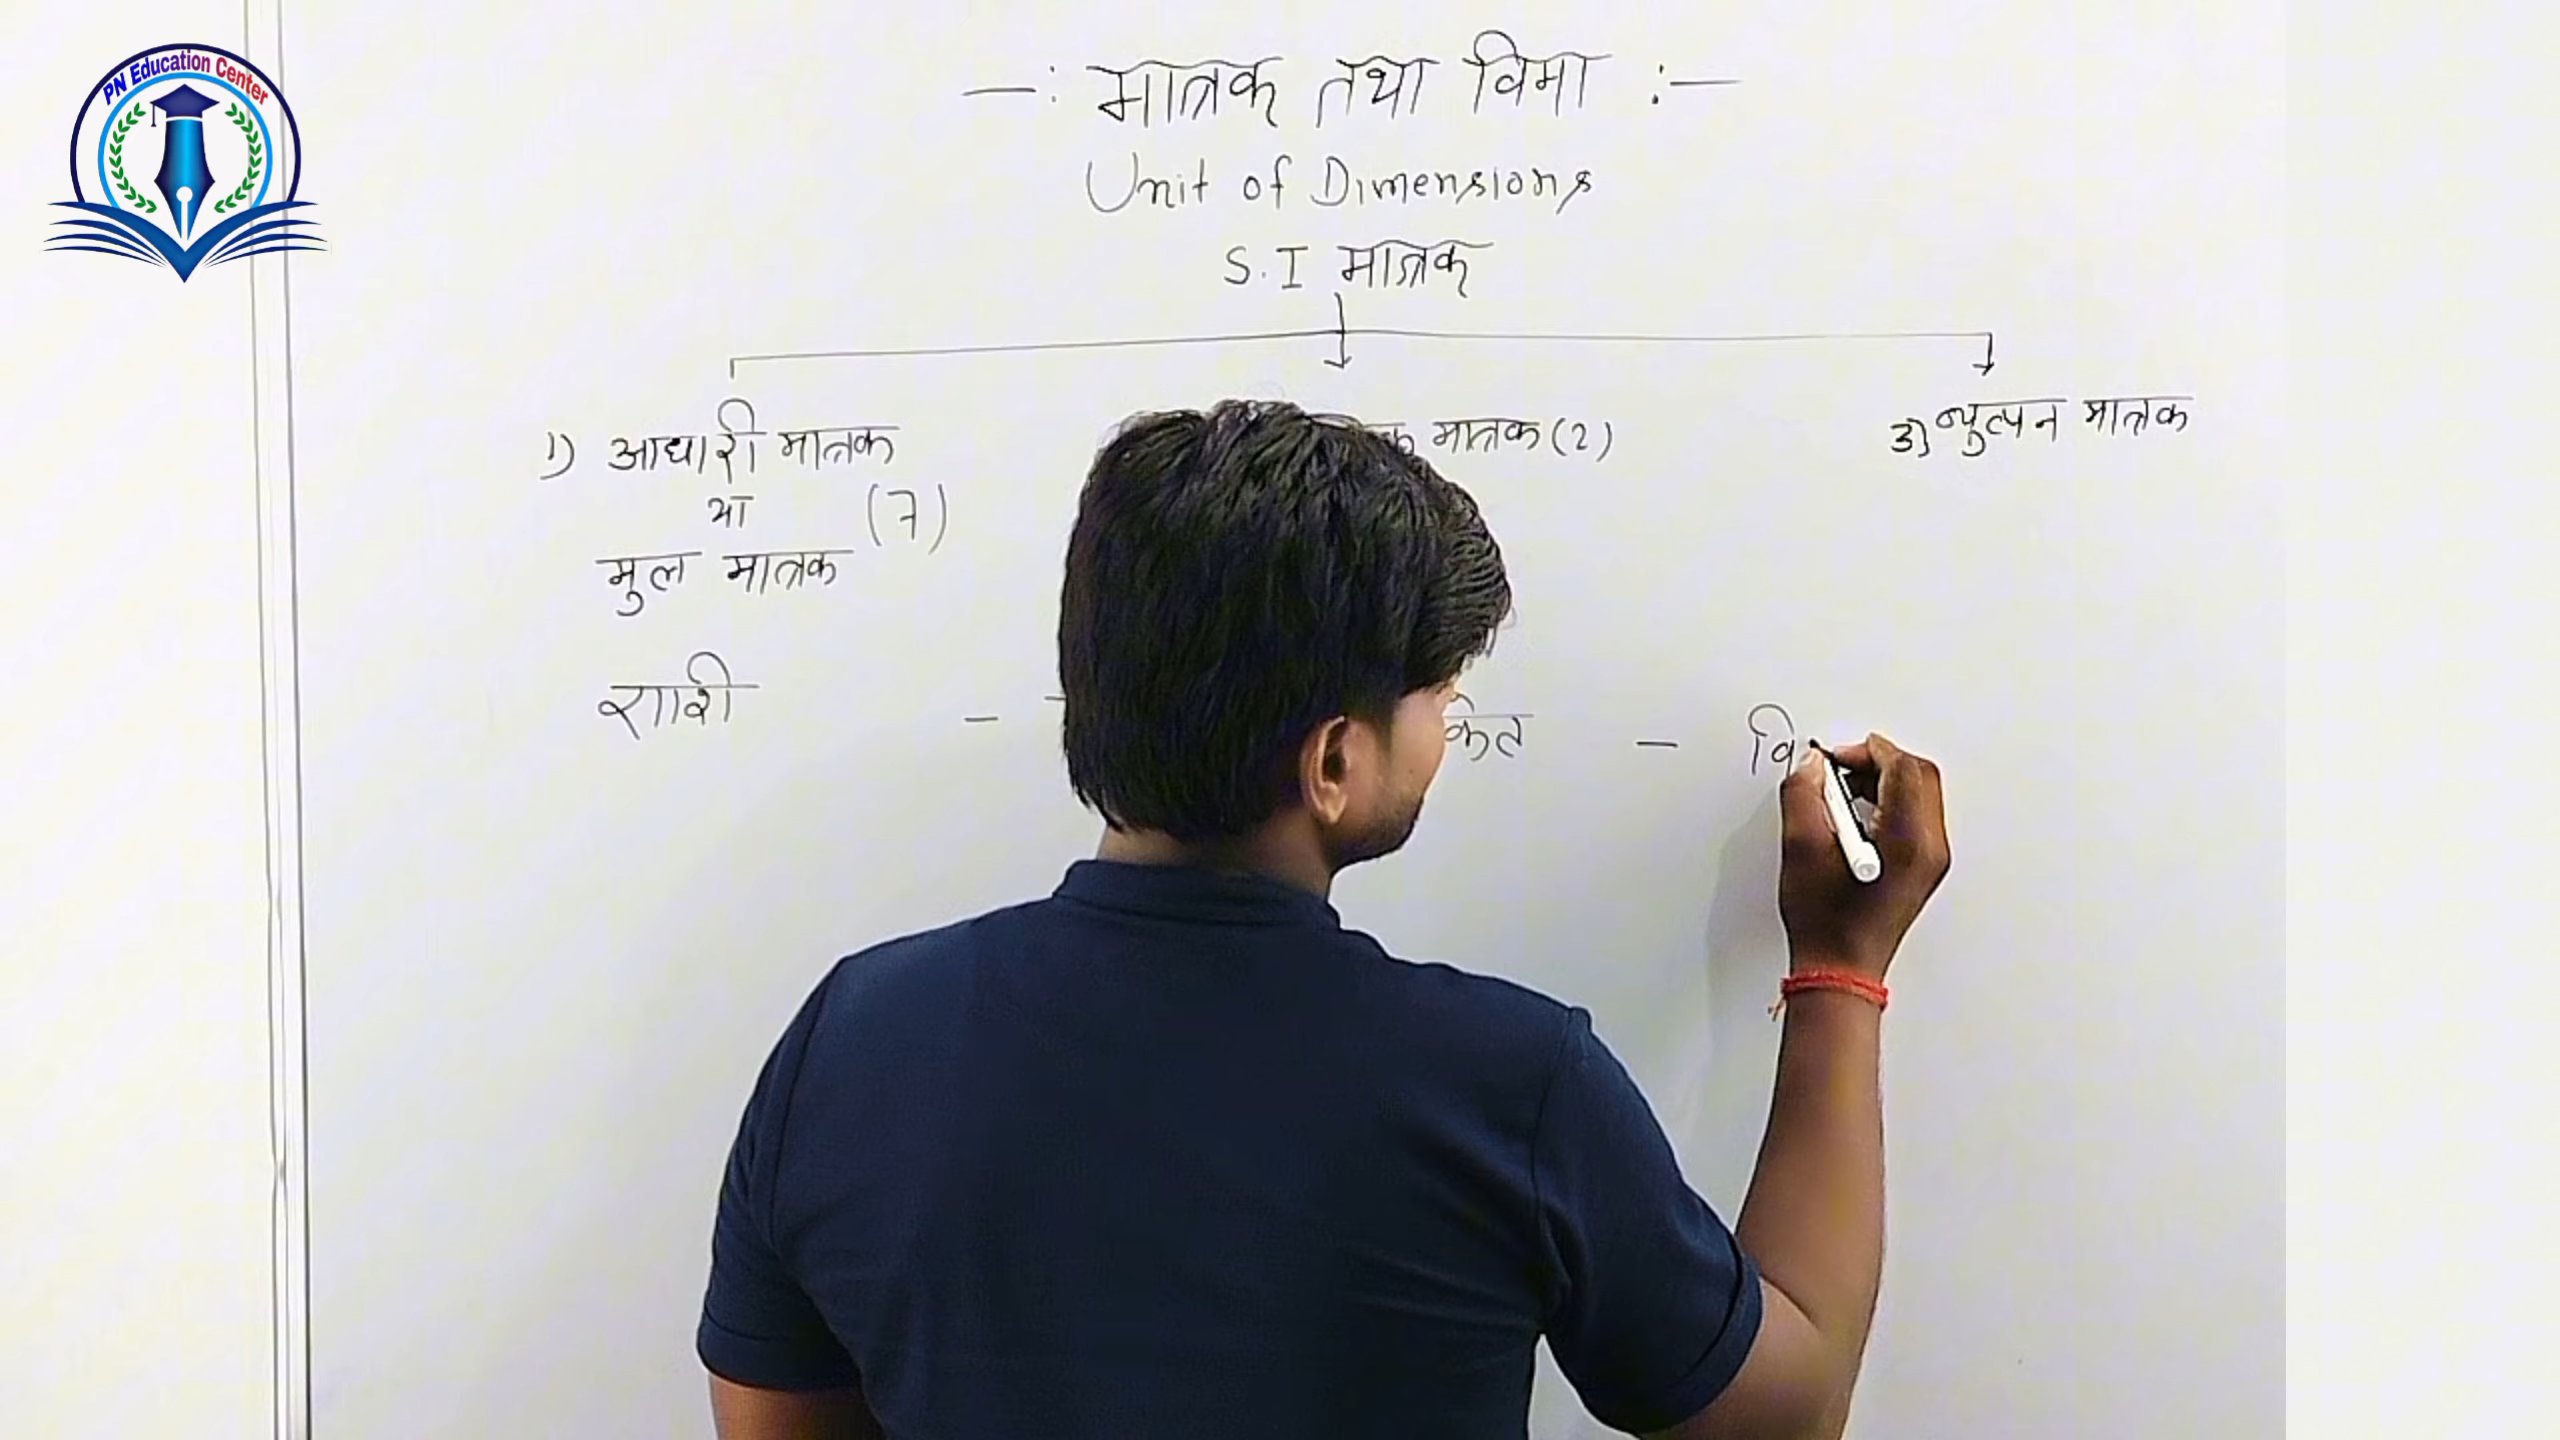 PN Education Center
—: मात्रक तथा विमा :—
Unit of Dimensions
S.I मात्रक
1) आधारी मात्रक
या (7)
मुल मात्रक
मात्रक (2)
3) व्युत्पन मात्रक
राशी - - वि